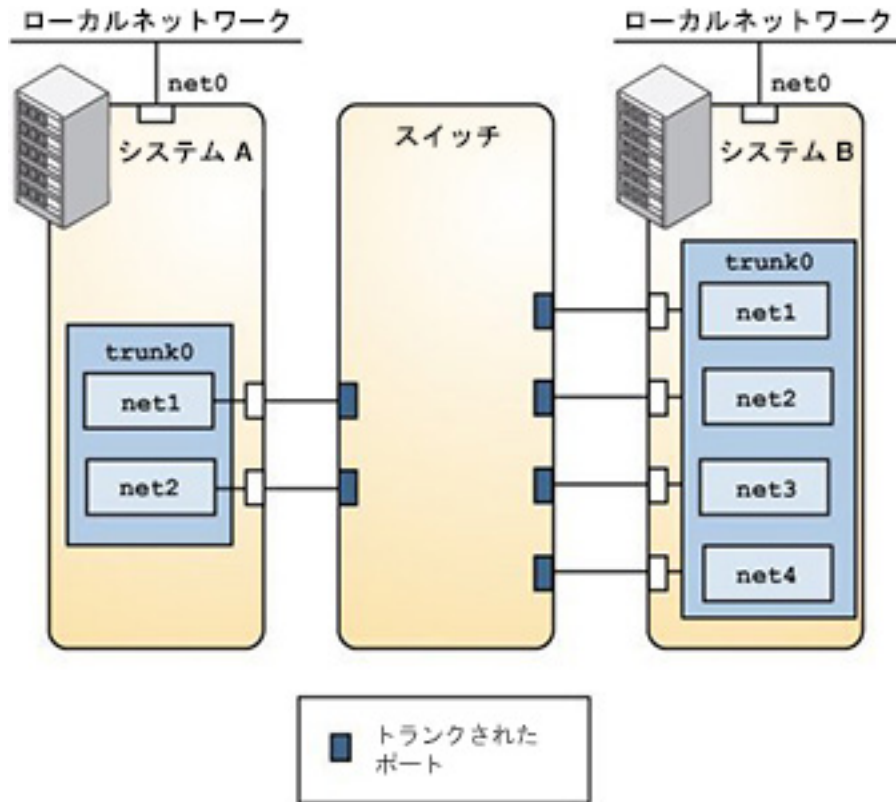 ローカルネットワーク
net0
システム A
trunk0
net1
net2
スイッチ
ローカルネットワーク
net0
システム B
trunk0
net1
net2
net3
net4
トランクされた
ポート